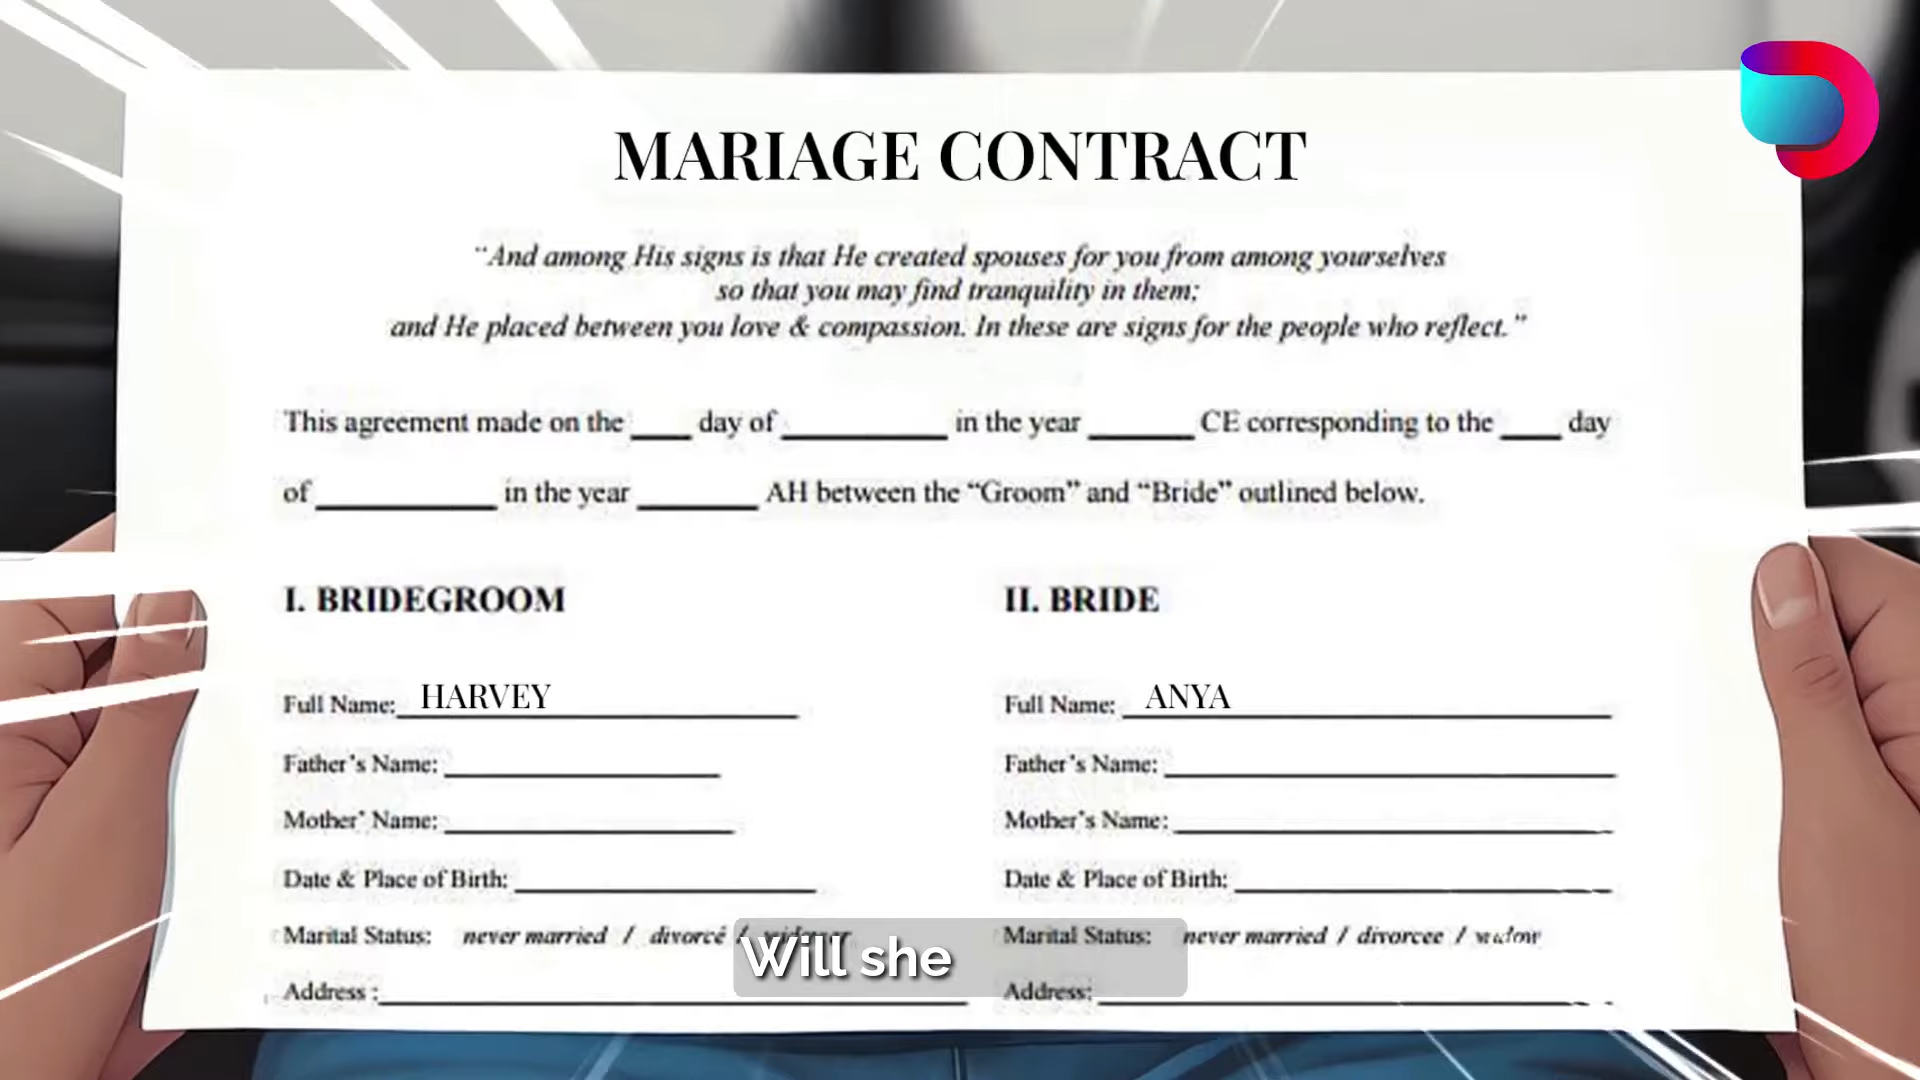 MARIAGE CONTRACT
“And among His signs is that He created spouses for you from among yourselves
so that you may find tranquility in them;
and He placed between you love & compassion. In these are signs for the people who reflect.”
This agreement made on the ____ day of ___________ in the year _______ CE corresponding to the ____ day
of ____________ in the year ________ AH between the “Groom” and “Bride” outlined below.
I. BRIDEGROOM
Full Name: HARVEY
Father's Name:
Mother' Name:
Date & Place of Birth:
Marital Status: never married / divorcé /
Address :
II. BRIDE
Full Name: ANYA
Father's Name:
Mother's Name:
Date & Place of Birth:
Marital Status: never married / divorcee / widow
Address:
Will she